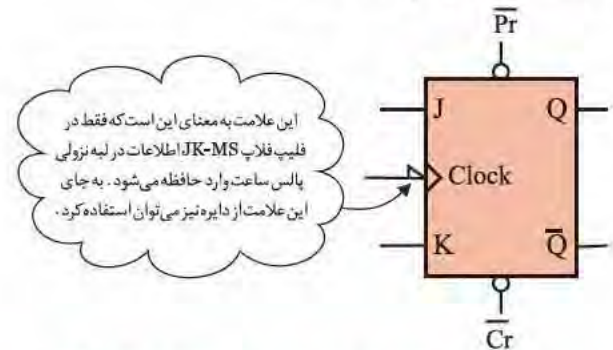 Pr
این علامت به معنای این است که فقط در
فلیپ فلاپ JK-MS اطلاعات در لبه نزولی
پالس ساعت وارد حافظه می‌شود. به جای
این علامت از دایره نیز می‌توان استفاده کرد.
J Q
Clock
K Q̅
C̅r̅